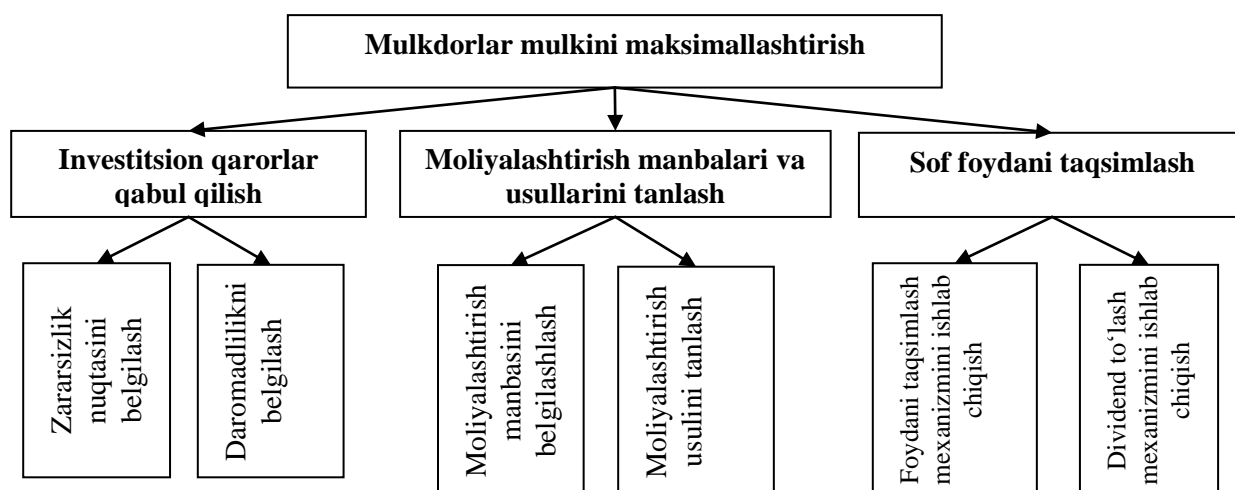 Mulkdorlar mulkini maksimallashtirish
Investitsion qarorlar
qabul qilish
Moliyalashtirish manbalari va
usullarini tanlash
Sof foydani taqsimlash
Zararsizlik
nuqtasini
belgilash
Daromadlilikni
belgilash
Moliyalashtirish
manbasini
belgilashlash
Moliyalashtirish
usulini tanlash
Foydani taqsimlash
mexanizmini ishlab
chiqish
Dividend to‘lash
mexanizmini ishlab
chiqish